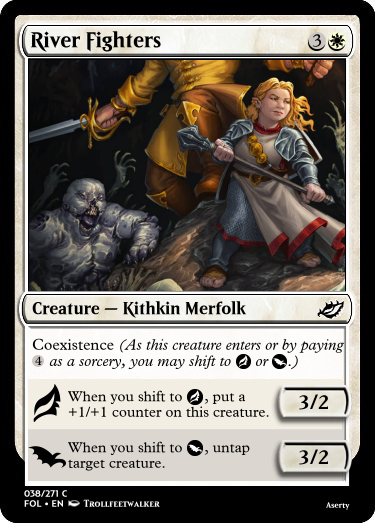 River Fighters 3
Creature — Kithkin Merfolk
Coexistence (As this creature enters or by paying
4 as a sorcery, you may shift to or .)
When you shift to , put a
+1/+1 counter on this creature.
3/2
When you shift to , untap
target creature.
3/2
038/271 C
FOL • EN Trollfeetwalker
Aserty